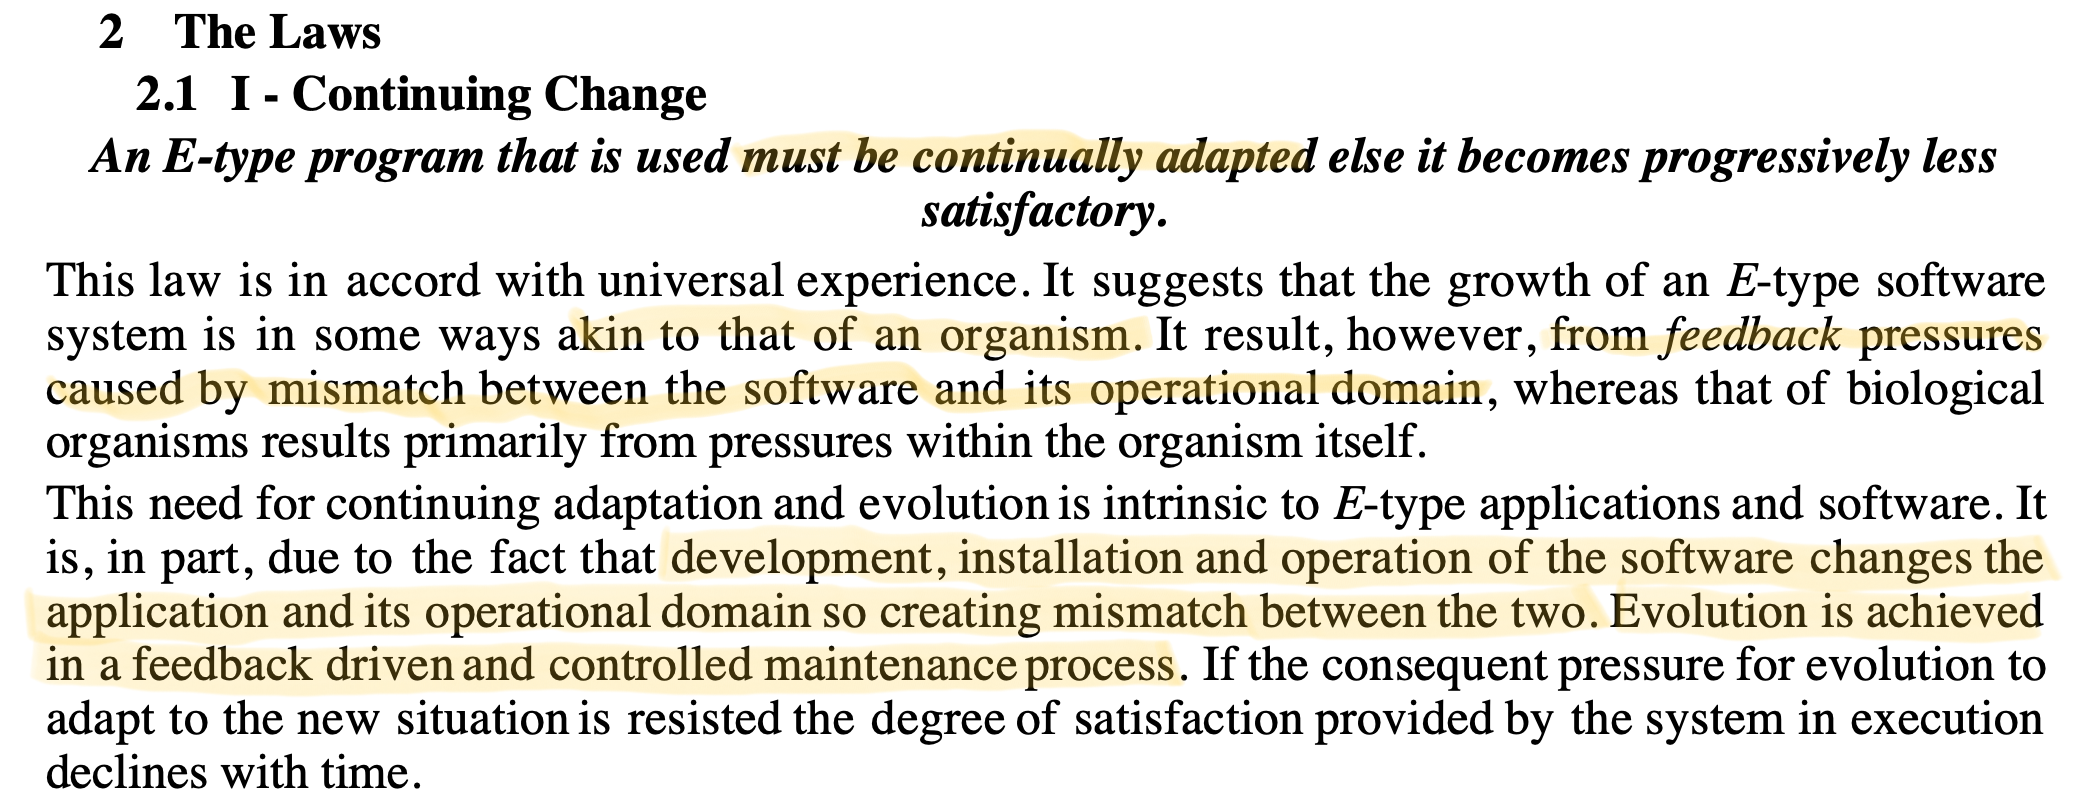 2 The Laws
2.1 I - Continuing Change
An E-type program that is used must be continually adapted else it becomes progressively less
satisfactory.
This law is in accord with universal experience. It suggests that the growth of an E-type software
system is in some ways akin to that of an organism. It result, however, from feedback pressures
caused by mismatch between the software and its operational domain, whereas that of biological
organisms results primarily from pressures within the organism itself.
This need for continuing adaptation and evolution is intrinsic to E-type applications and software. It
is, in part, due to the fact that development, installation and operation of the software changes the
application and its operational domain so creating mismatch between the two. Evolution is achieved
in a feedback driven and controlled maintenance process. If the consequent pressure for evolution to
adapt to the new situation is resisted the degree of satisfaction provided by the system in execution
declines with time.